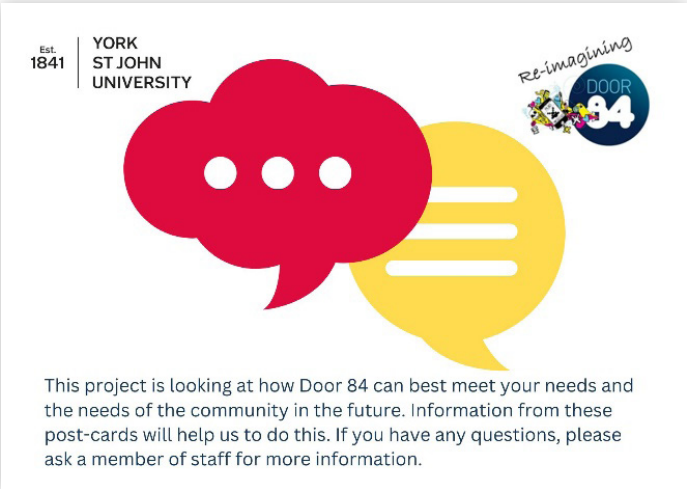 Est.
1841
YORK
ST JOHN
UNIVERSITY
Re-imagining
DOOR
84
This project is looking at how Door 84 can best meet your needs and
the needs of the community in the future. Information from these
post-cards will help us to do this. If you have any questions, please
ask a member of staff for more information.